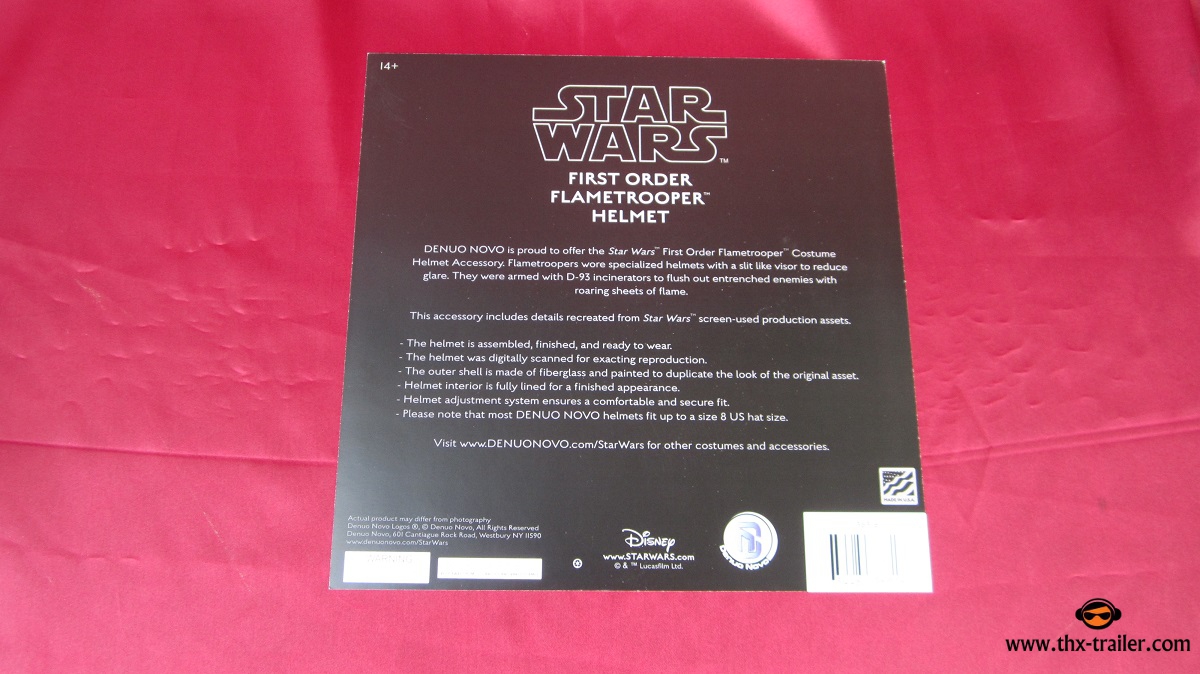 14+
STAR
WARS™
FIRST ORDER
FLAMETROOPER™
HELMET
DENUO NOVO is proud to offer the Star Wars™ First Order Flametrooper™ Costume
Helmet Accessory. Flametroopers wore specialized helmets with a slit like visor to reduce
glare. They were armed with D-93 incinerators to flush out entrenched enemies with
roaring sheets of flame.
This accessory includes details recreated from Star Wars™ screen-used production assets.
- The helmet is assembled, finished, and ready to wear.
- The helmet was digitally scanned for exacting reproduction.
- The outer shell is made of fiberglass and painted to duplicate the look of the original asset.
- Helmet interior is fully lined for a finished appearance.
- Helmet adjustment system ensures a comfortable and secure fit.
- Please note that most DENUO NOVO helmets fit up to a size 8 US hat size.
Visit www.DENUONOVO.com/StarWars for other costumes and accessories.
MADE IN U.S.A.
Actual product may differ from photography
Denuo Novo Logos ®, © Denuo Novo, All Rights Reserved
Denuo Novo, 601 Cantiague Rock Road, Westbury NY 11590
www.denuonovo.com/StarWars
WARNING
Disney
www.STARWARS.com
© & ™ Lucasfilm Ltd.
Denuo Novo
www.thx-trailer.com